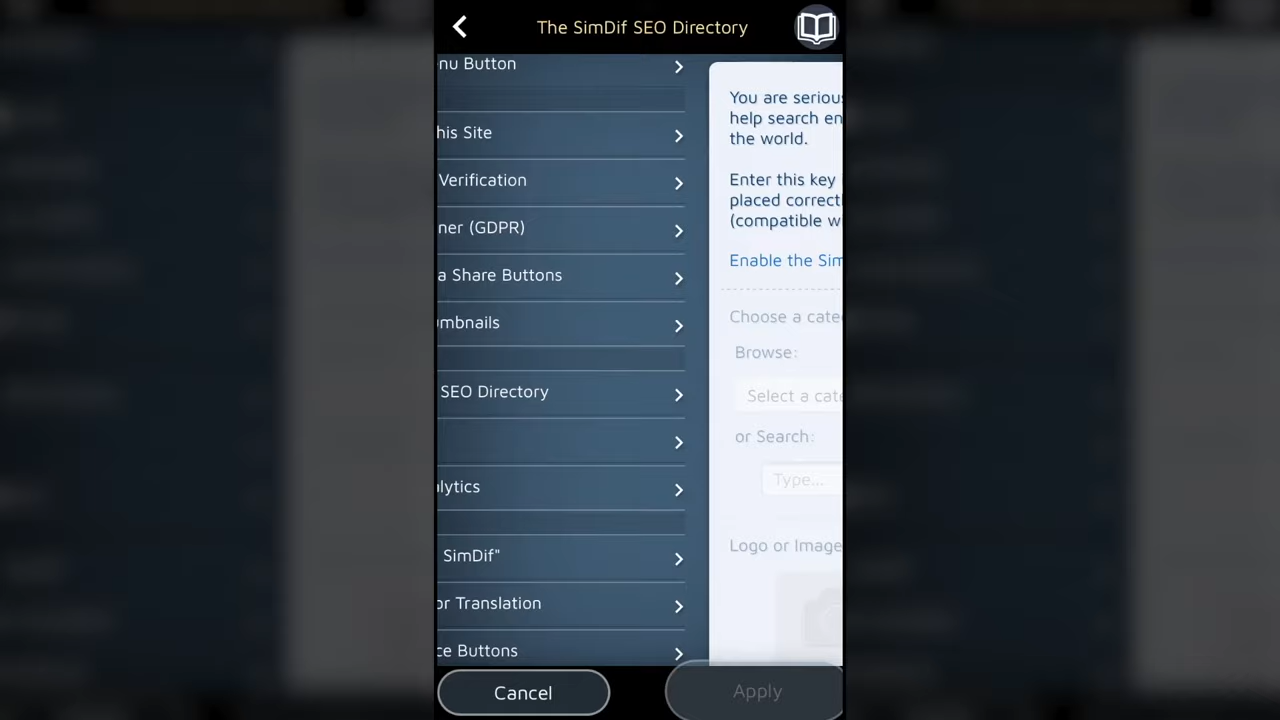 The SimDif SEO Directory
nu Button
his Site
Verification
ner (GDPR)
a Share Buttons
mbnails
SEO Directory
lytics
SimDif"
or Translation
ce Buttons
You are seriou
help search en
the world.
Enter this key
placed correctl
(compatible w
Enable the Sim
Choose a cate
Browse:
Select a cate
or Search:
Type...
Logo or Image
Cancel
Apply